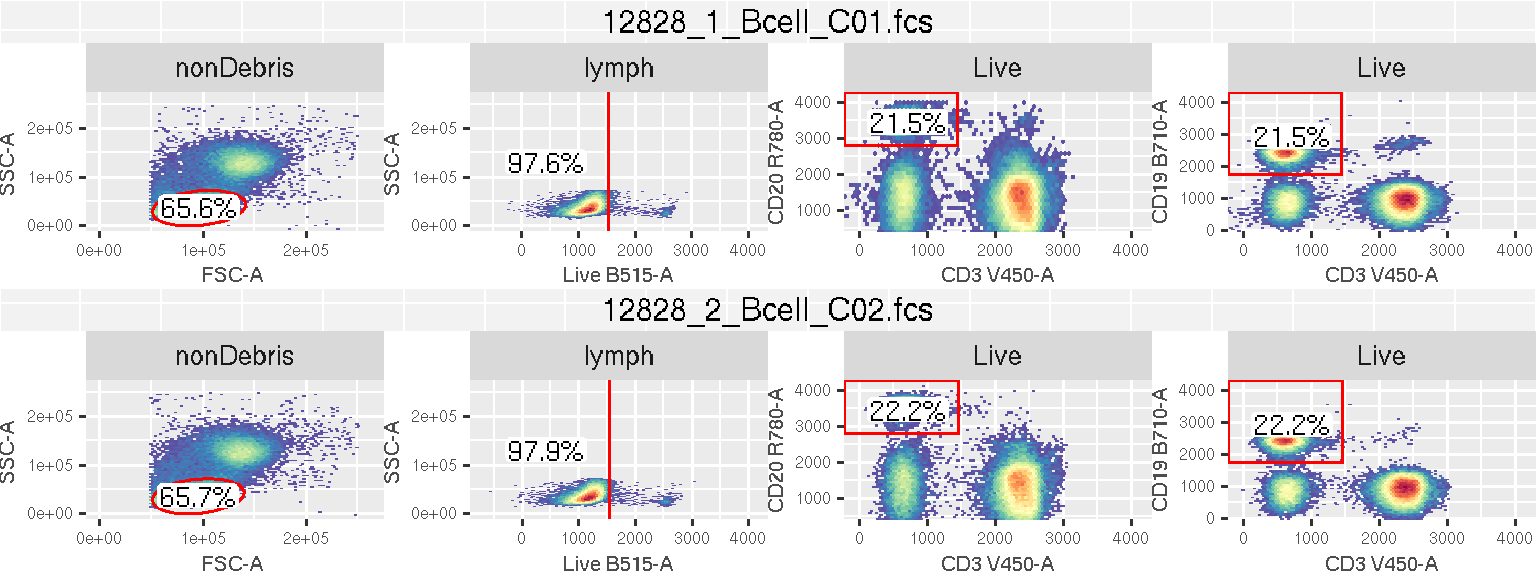 12828_1_Bcell_C01.fcs
nonDebris
lymph
Live
Live
SSC-A
2e+05
1e+05
0e+00
65.6%
0e+00 1e+05 2e+05
FSC-A
SSC-A
2e+05
1e+05
0e+00
97.6%
0 1000 2000 3000 4000
Live B515-A
CD20 R780-A
4000
3000
2000
1000
21.5%
0 1000 2000 3000 4000
CD3 V450-A
CD19 B710-A
4000
3000
2000
1000
0
21.5%
0 1000 2000 3000 4000
CD3 V450-A
12828_2_Bcell_C02.fcs
nonDebris
lymph
Live
Live
SSC-A
2e+05
1e+05
0e+00
65.7%
0e+00 1e+05 2e+05
FSC-A
SSC-A
2e+05
1e+05
0e+00
97.9%
0 1000 2000 3000 4000
Live B515-A
CD20 R780-A
4000
3000
2000
1000
22.2%
0 1000 2000 3000 4000
CD3 V450-A
CD19 B710-A
4000
3000
2000
1000
0
22.2%
0 1000 2000 3000 4000
CD3 V450-A